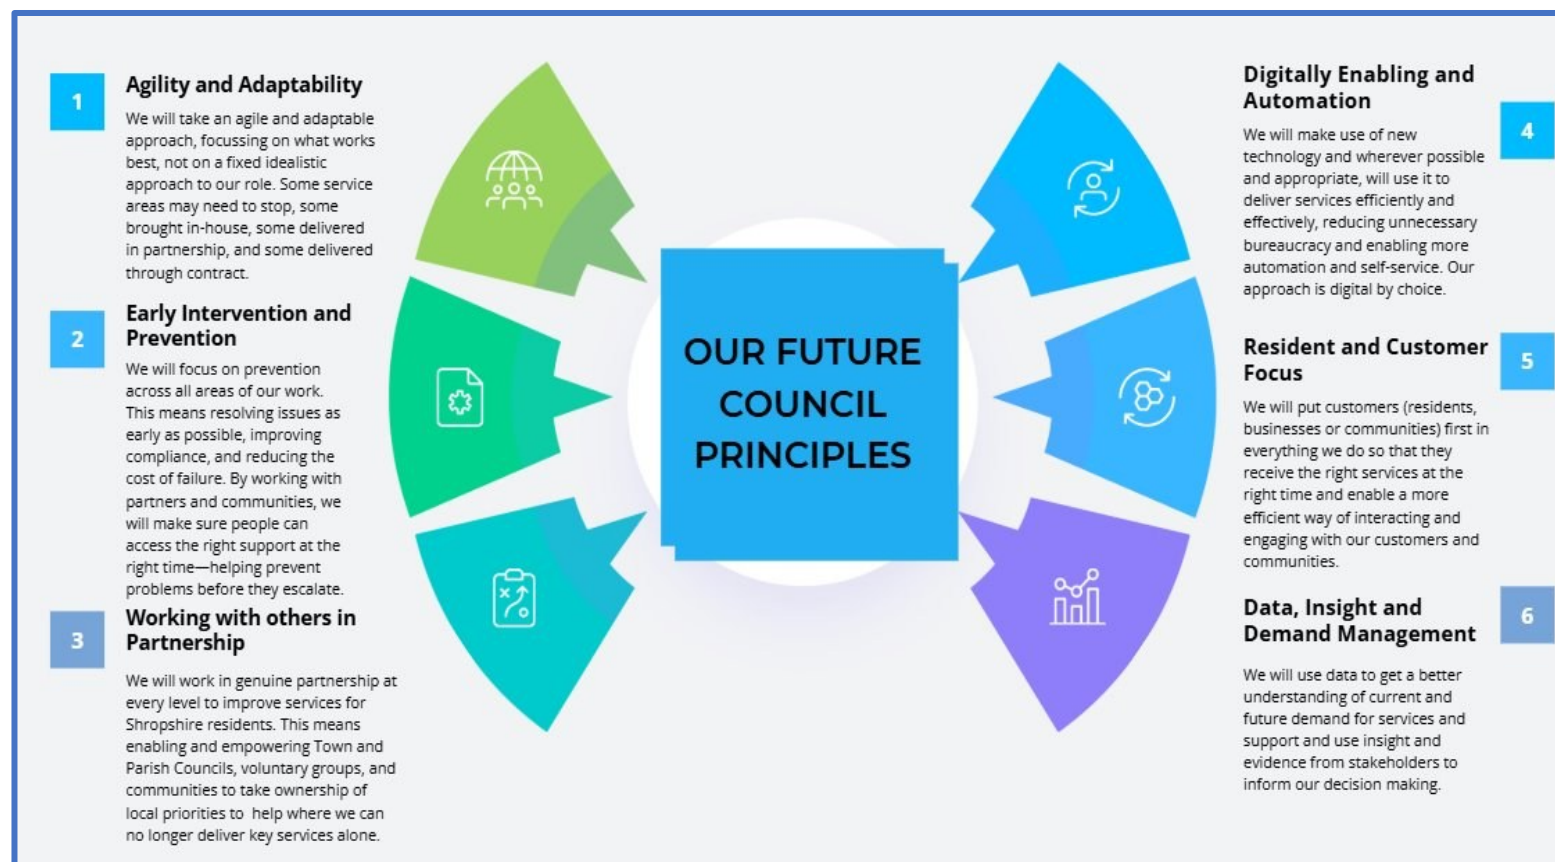 1
Agility and Adaptability
We will take an agile and adaptable
approach, focussing on what works
best, not on a fixed idealistic
approach to our role. Some service
areas may need to stop, some
brought in-house, some delivered
in partnership, and some delivered
through contract.
2
Early Intervention and
Prevention
We will focus on prevention
across all areas of our work.
This means resolving issues as
early as possible, improving
compliance, and reducing the
cost of failure. By working with
partners and communities, we
will make sure people can
access the right support at the
right time—helping prevent
problems before they escalate.
3
Working with others in
Partnership
We will work in genuine partnership at
every level to improve services for
Shropshire residents. This means
enabling and empowering Town and
Parish Councils, voluntary groups, and
communities to take ownership of
local priorities to  help where we can
no longer deliver key services alone.
OUR FUTURE
COUNCIL
PRINCIPLES
Digitally Enabling and
Automation
4
We will make use of new
technology and wherever possible
and appropriate, will use it to
deliver services efficiently and
effectively, reducing unnecessary
bureaucracy and enabling more
automation and self-service. Our
approach is digital by choice.
Resident and Customer
Focus
5
We will put customers (residents,
businesses or communities) first in
everything we do so that they
receive the right services at the
right time and enable a more
efficient way of interacting and
engaging with our customers and
communities.
Data, Insight and
Demand Management
6
We will use data to get a better
understanding of current and
future demand for services and
support and use insight and
evidence from stakeholders to
inform our decision making.